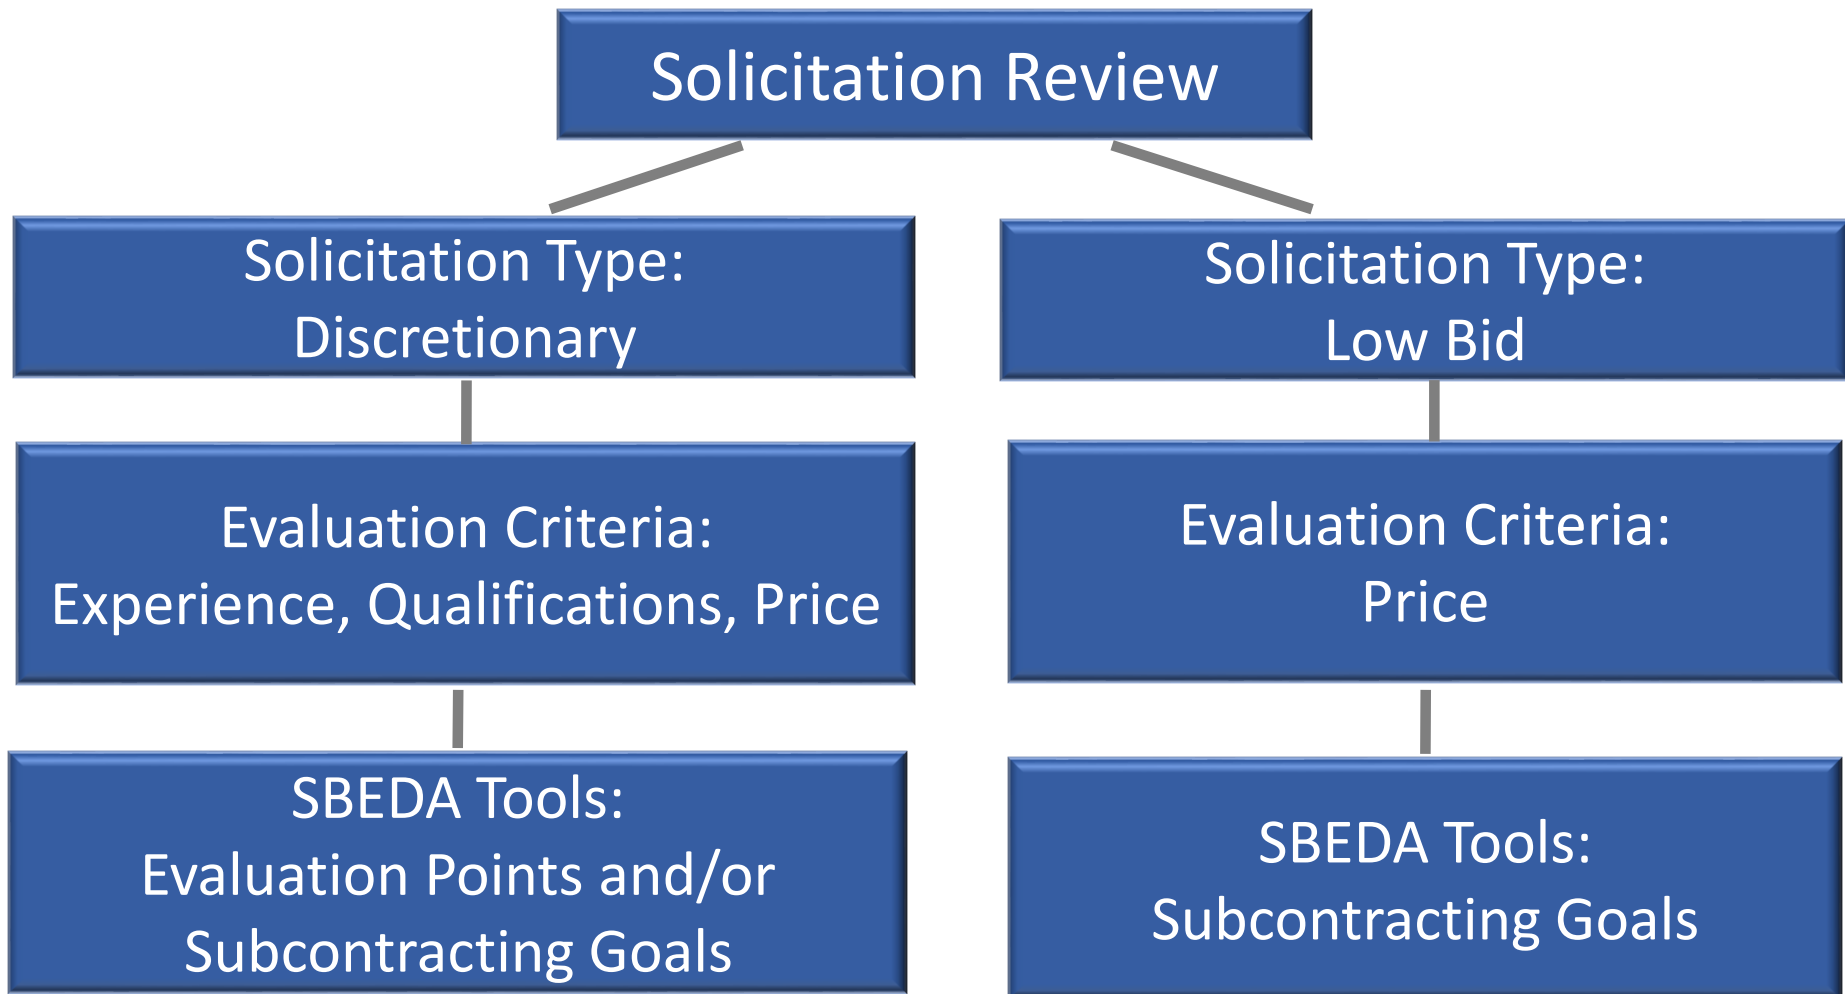 Solicitation Review
Solicitation Type:
Discretionary
Solicitation Type:
Low Bid
Evaluation Criteria:
Experience, Qualifications, Price
Evaluation Criteria:
Price
SBEDA Tools:
Evaluation Points and/or
Subcontracting Goals
SBEDA Tools:
Subcontracting Goals